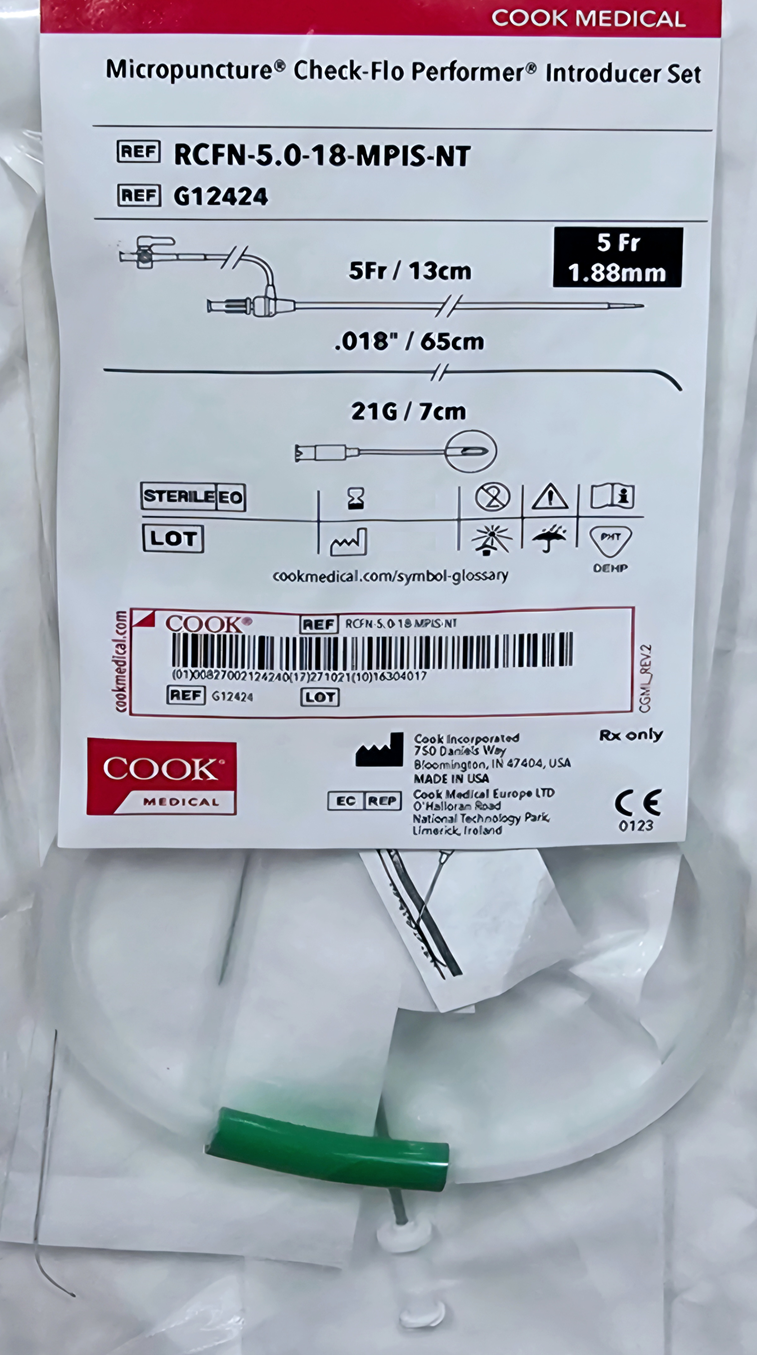 COOK MEDICAL
Micropuncture® Check-Flo Performer® Introducer Set
REF RCFN-5.0-18-MPIS-NT
REF G12424
5 Fr
1.88mm
5Fr / 13cm
.018" / 65cm
21G / 7cm
STERILE EO
LOT
PHT
DEHP
cookmedical.com/symbol-glossary
cookmedical.com
COOK® REF RCFN-5.0-18-MPIS-NT
(01)00827002124240(17)271021(10)16304017
REF G12424 LOT
CGML_REV.2
COOK®
MEDICAL
Cook Incorporated
750 Daniels Way
Bloomington, IN 47404, USA
MADE IN USA
EC REP
Cook Medical Europe LTD
O'Halloran Road
National Technology Park,
Limerick, Ireland
Rx only
CE
0123